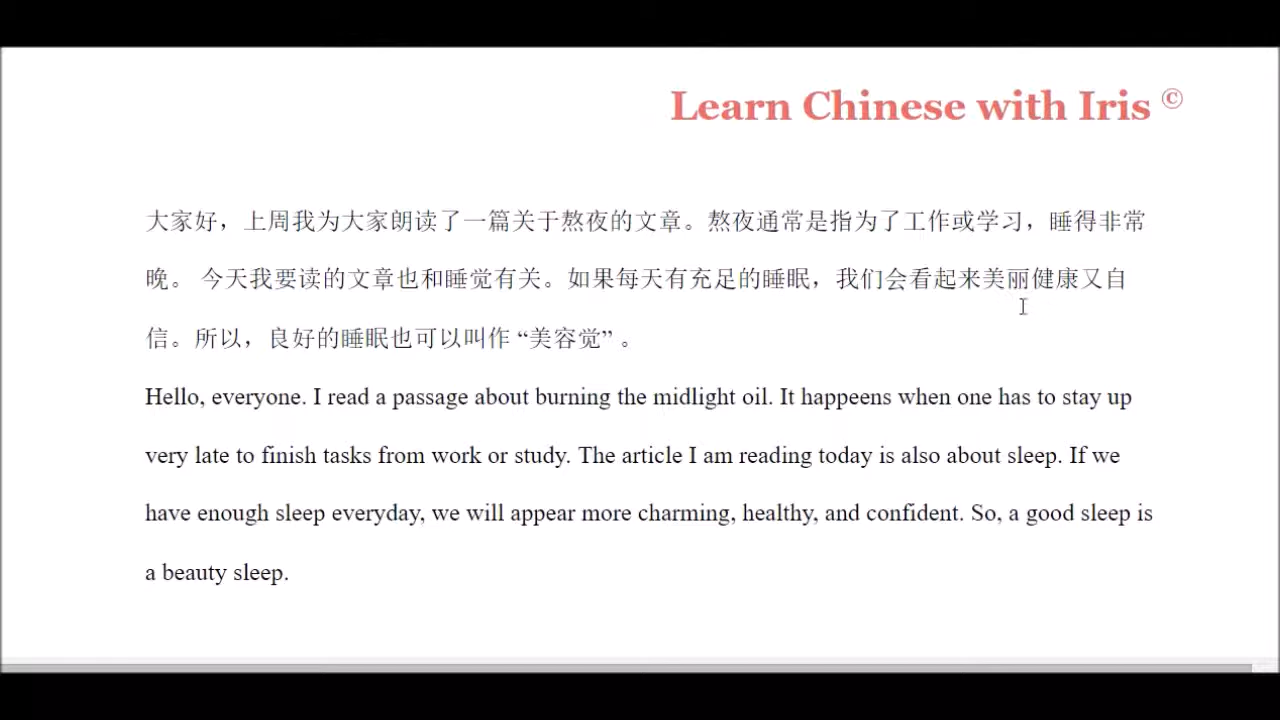 Learn Chinese with Iris ©
大家好，上周我为大家朗读了一篇关于熬夜的文章。熬夜通常是指为了工作或学习，睡得非常
晚。 今天我要读的文章也和睡觉有关。如果每天有充足的睡眠，我们会看起来美丽健康又自
信。所以，良好的睡眠也可以叫作 “美容觉” 。
Hello, everyone. I read a passage about burning the midlight oil. It happeens when one has to stay up
very late to finish tasks from work or study. The article I am reading today is also about sleep. If we
have enough sleep everyday, we will appear more charming, healthy, and confident. So, a good sleep is
a beauty sleep.